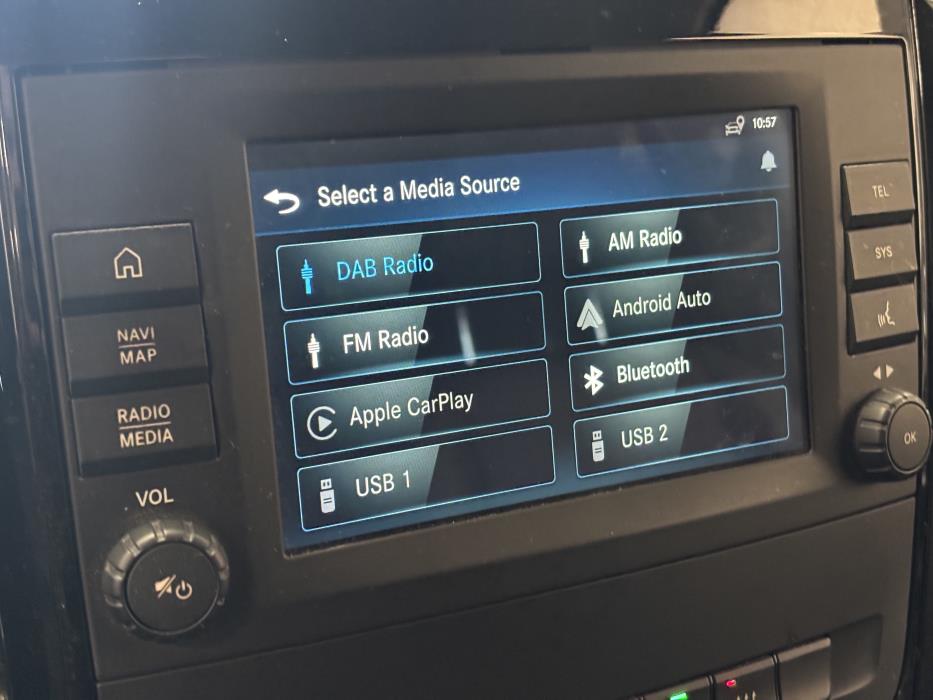 10:57
Select a Media Source
DAB Radio
AM Radio
FM Radio
Android Auto
Apple CarPlay
Bluetooth
USB 1
USB 2
NAVI
MAP
RADIO
MEDIA
VOL
TEL
SYS
OK